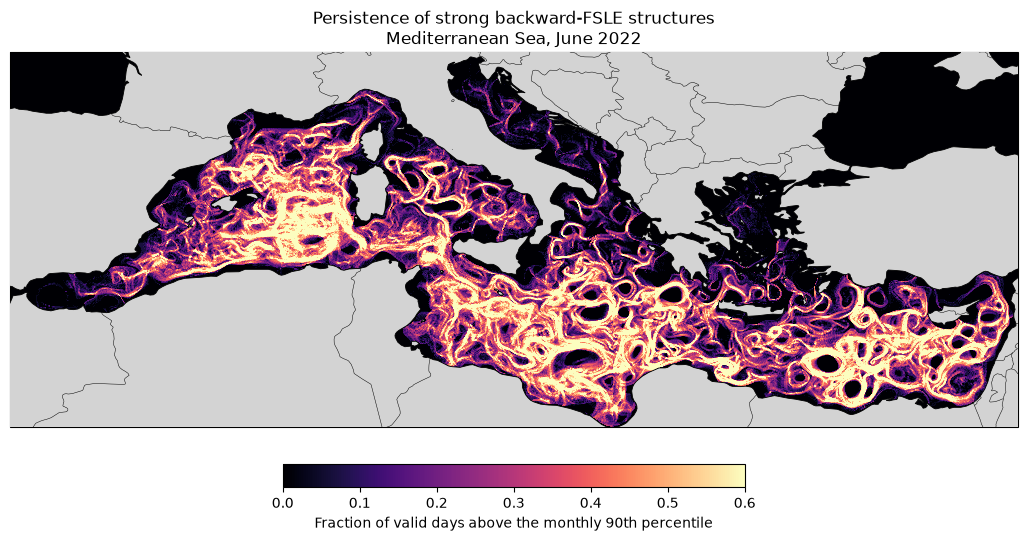 Persistence of strong backward-FSLE structures
Mediterranean Sea, June 2022
0.0 0.1 0.2 0.3 0.4 0.5 0.6
Fraction of valid days above the monthly 90th percentile